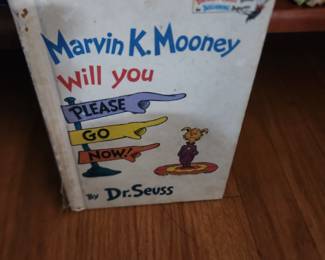 Marvin K. Mooney
Will you
PLEASE
GO
NOW!
By Dr. Seuss